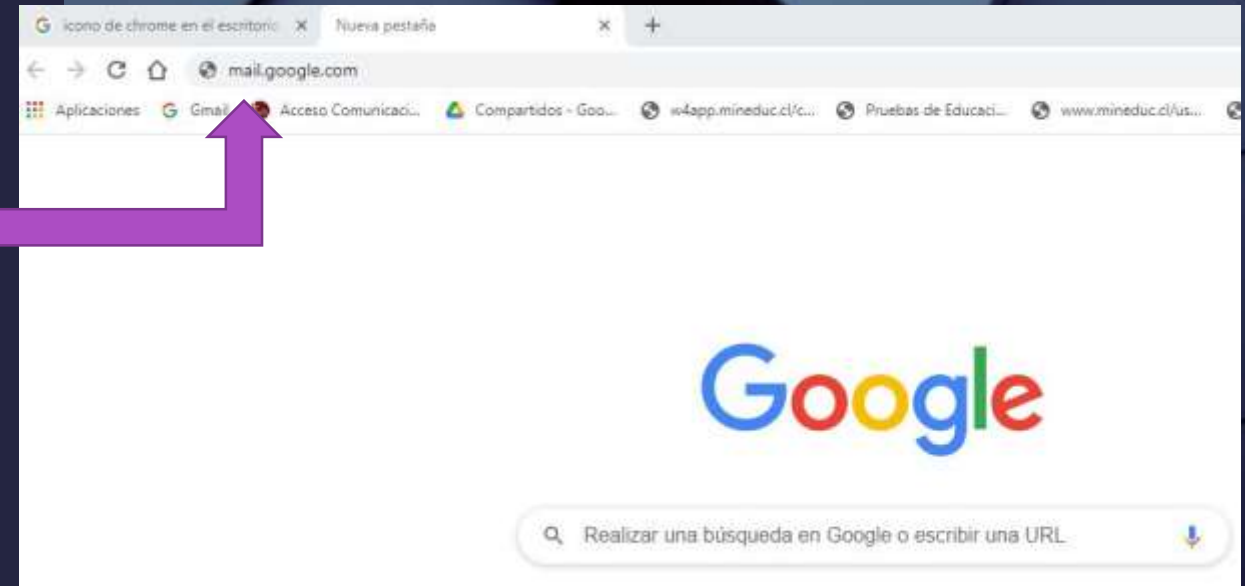 icono de chrome en el escritorio Nueva pestaña
mail.google.com
Aplicaciones Gmail Acceso Comunicaci... Compartidos - Goo... w4app.mineduc.cl/c... Pruebas de Educaci... www.mineduc.cl/us...
Google
Realizar una búsqueda en Google o escribir una URL